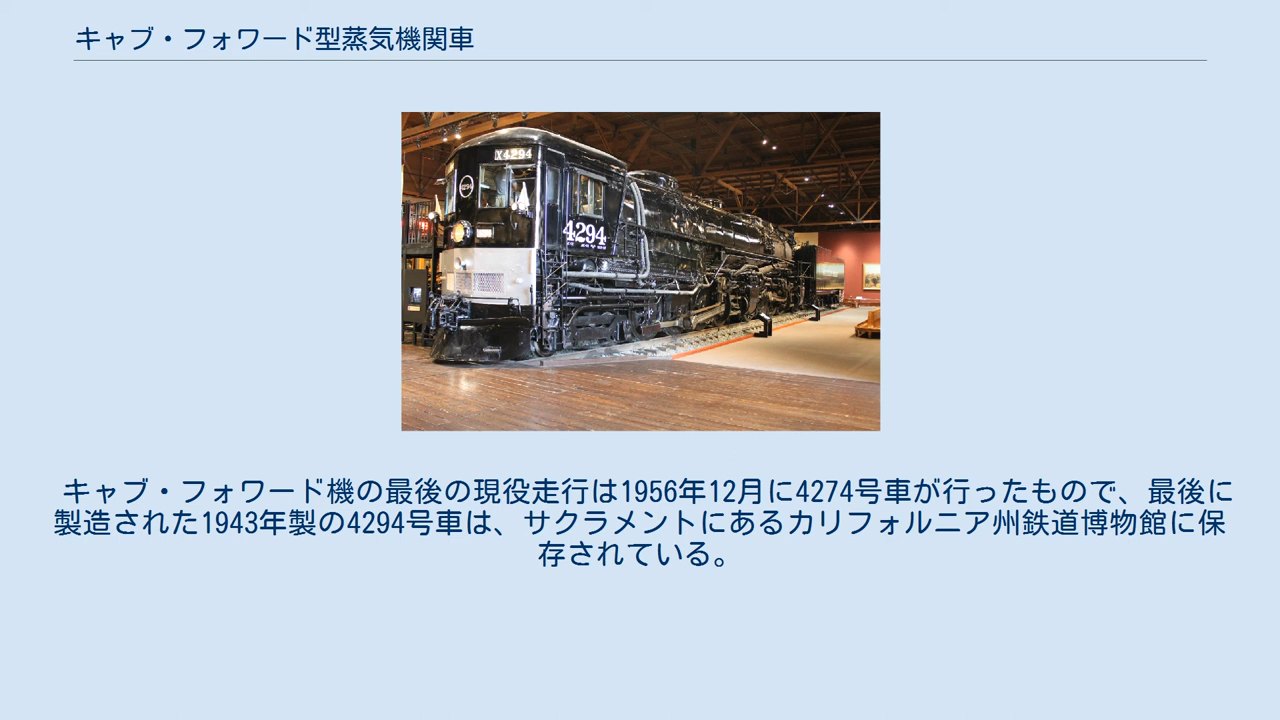 キャブ・フォワード型蒸気機関車
X4294
4294
4294
キャブ・フォワード機の最後の現役走行は1956年12月に4274号車が行ったもので、最後に
製造された1943年製の4294号車は、サクラメントにあるカリフォルニア州鉄道博物館に保
存されている。